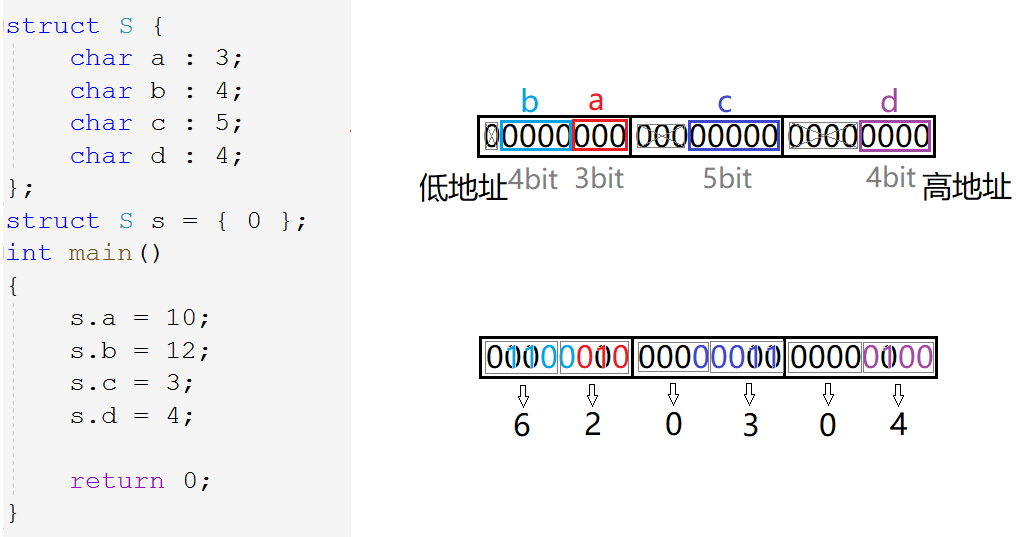 struct S {
char a : 3;
char b : 4;
char c : 5;
char d : 4;
};
struct S s = { 0 };
int main()
{
s.a = 10;
s.b = 12;
s.c = 3;
s.d = 4;
return 0;
}
b a c d
00000000 00000000 00000000
低地址 4bit 3bit 5bit 4bit 高地址
01100010 00000011 00000100
6 2 0 3 0 4